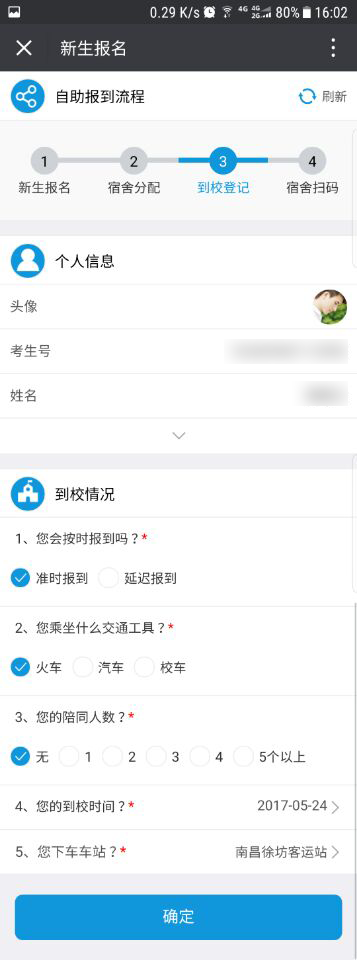 0.29 K/s 4G 4G 2G 80% 16:02
新生报名
自助报到流程 刷新
1 2 3 4
新生报名 宿舍分配 到校登记 宿舍扫码
个人信息
头像
考生号
姓名
到校情况
1、您会按时报到吗？*
准时报到 延迟报到
2、您乘坐什么交通工具？*
火车 汽车 校车
3、您的陪同人数？*
无 1 2 3 4 5个以上
4、您的到校时间？* 2017-05-24
5、您下车车站？* 南昌徐坊客运站
确定